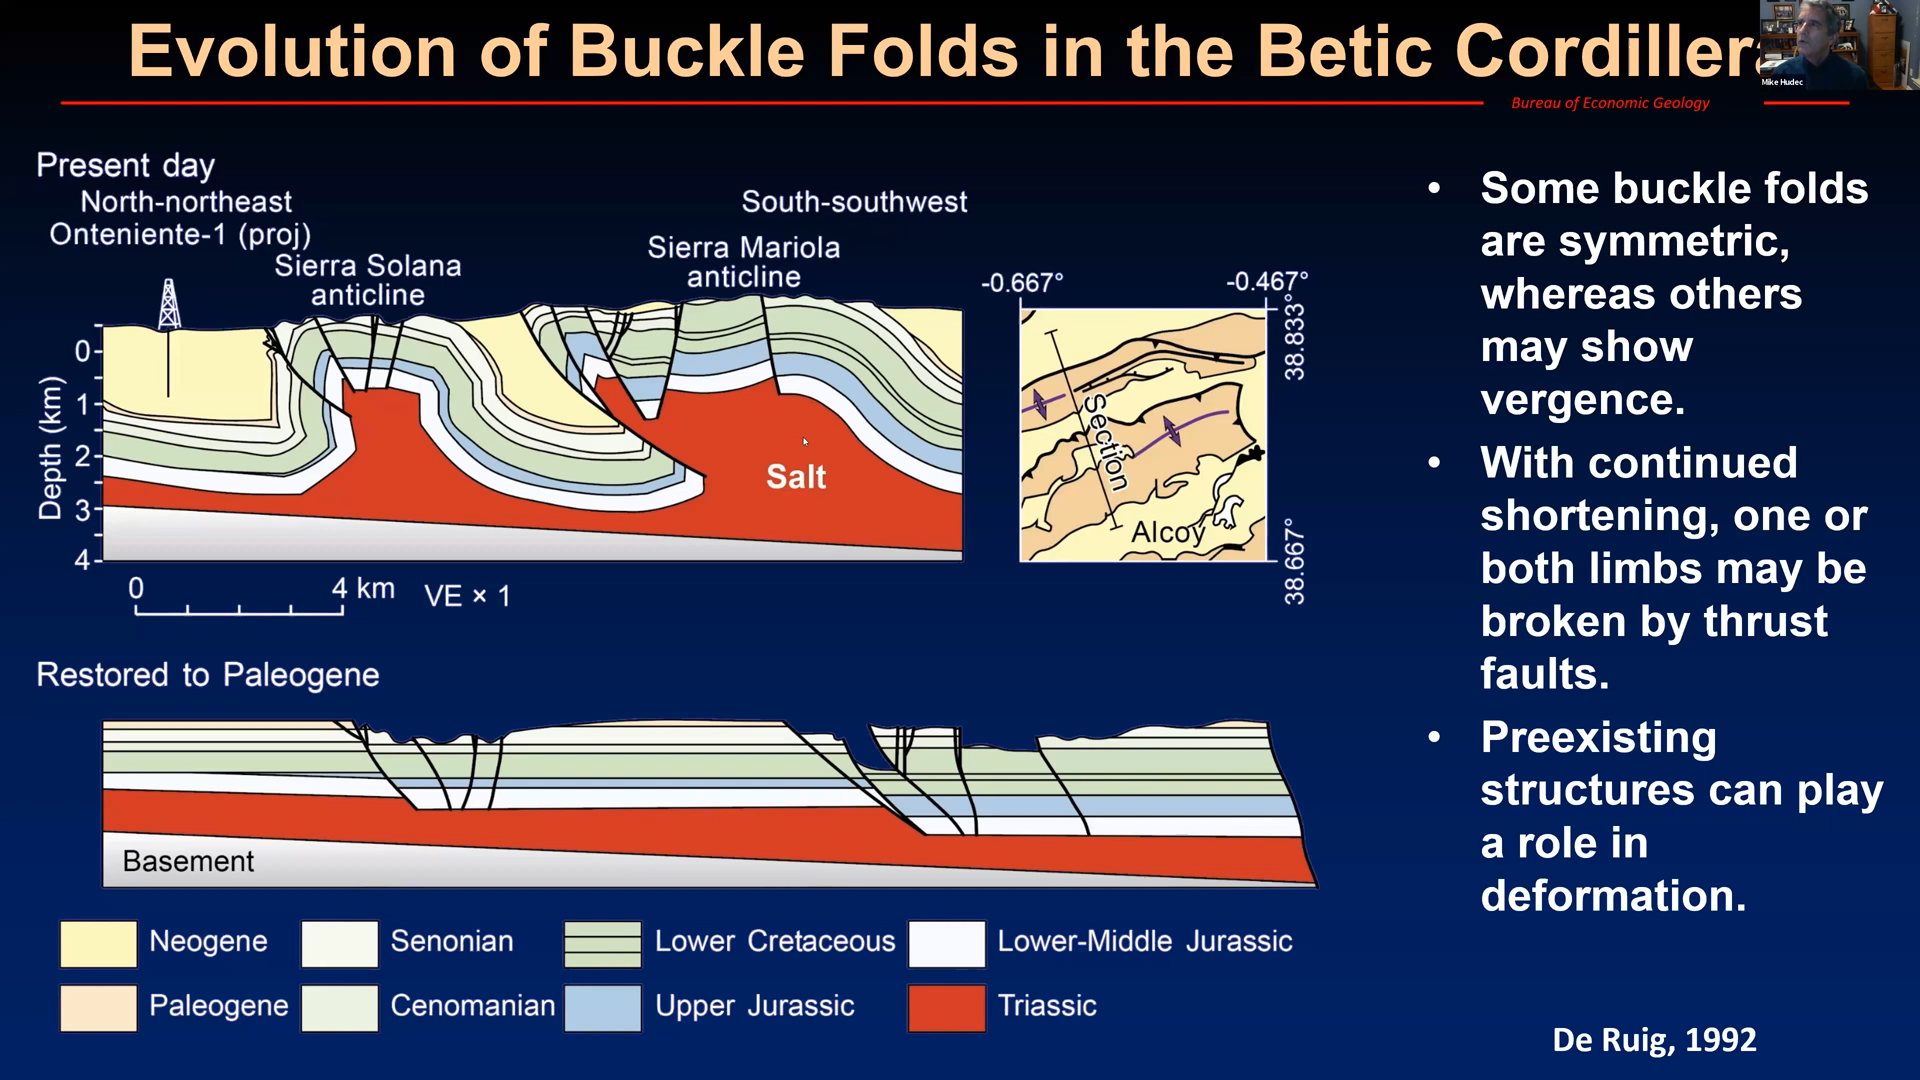 Evolution of Buckle Folds in the Betic Cordillera
Mike Hudec
Bureau of Economic Geology
Present day
North-northeast
South-southwest
Onteniente-1 (proj)
Sierra Solana
anticline
Sierra Mariola
anticline
Depth (km)
0
1
2
3
4
Salt
0
4 km
VE × 1
-0.667°
-0.467°
38.833°
38.667°
Section
Alcoy
Restored to Paleogene
Basement
Neogene
Senonian
Lower Cretaceous
Lower-Middle Jurassic
Paleogene
Cenomanian
Upper Jurassic
Triassic
• Some buckle folds
are symmetric,
whereas others
may show
vergence.
• With continued
shortening, one or
both limbs may be
broken by thrust
faults.
• Preexisting
structures can play
a role in
deformation.
De Ruig, 1992